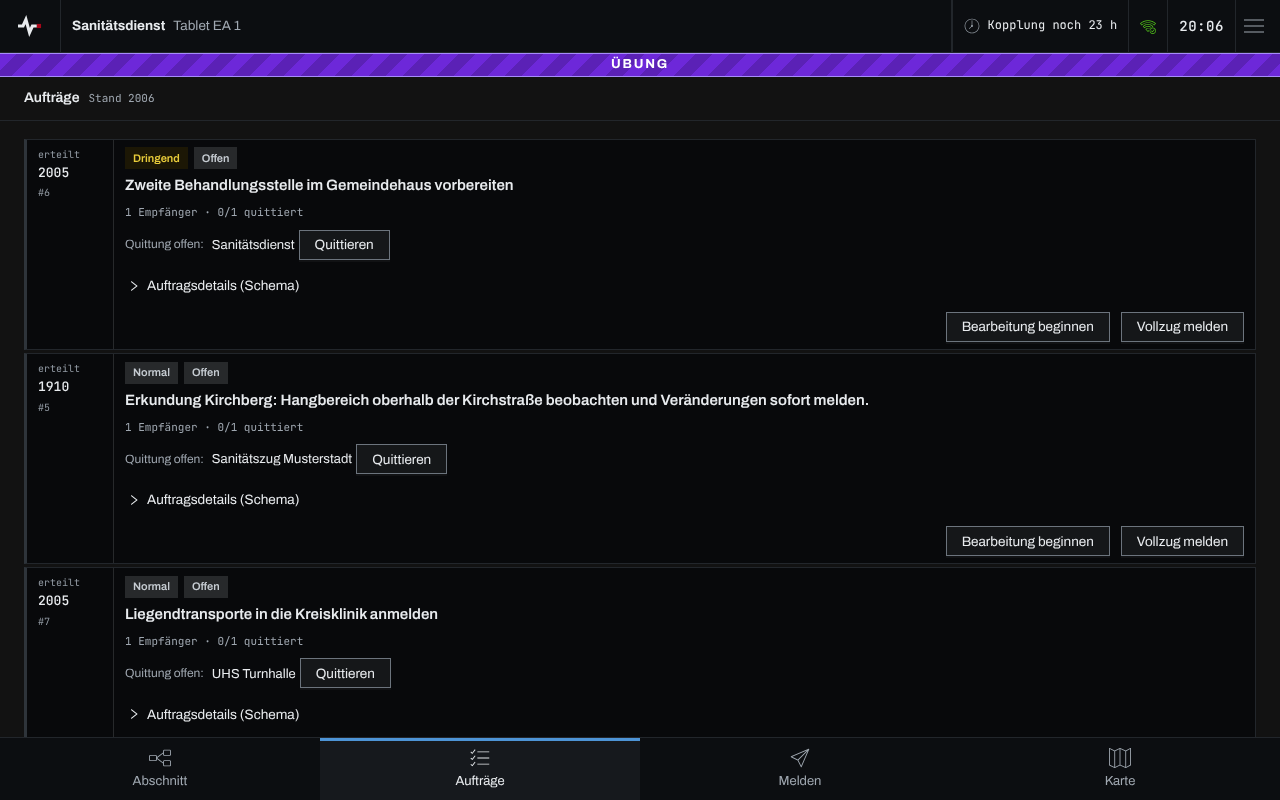 Sanitätsdienst Tablet EA 1
Kopplung noch 23 h
20:06
ÜBUNG
Aufträge Stand 2006
erteilt
2005
#6
Dringend Offen
Zweite Behandlungsstelle im Gemeindehaus vorbereiten
1 Empfänger · 0/1 quittiert
Quittung offen: Sanitätsdienst Quittieren
Auftragsdetails (Schema)
Bearbeitung beginnen Vollzug melden
erteilt
1910
#5
Normal Offen
Erkundung Kirchberg: Hangbereich oberhalb der Kirchstraße beobachten und Veränderungen sofort melden.
1 Empfänger · 0/1 quittiert
Quittung offen: Sanitätszug Musterstadt Quittieren
Auftragsdetails (Schema)
Bearbeitung beginnen Vollzug melden
erteilt
2005
#7
Normal Offen
Liegendtransporte in die Kreisklinik anmelden
1 Empfänger · 0/1 quittiert
Quittung offen: UHS Turnhalle Quittieren
Auftragsdetails (Schema)
Abschnitt Aufträge Melden Karte